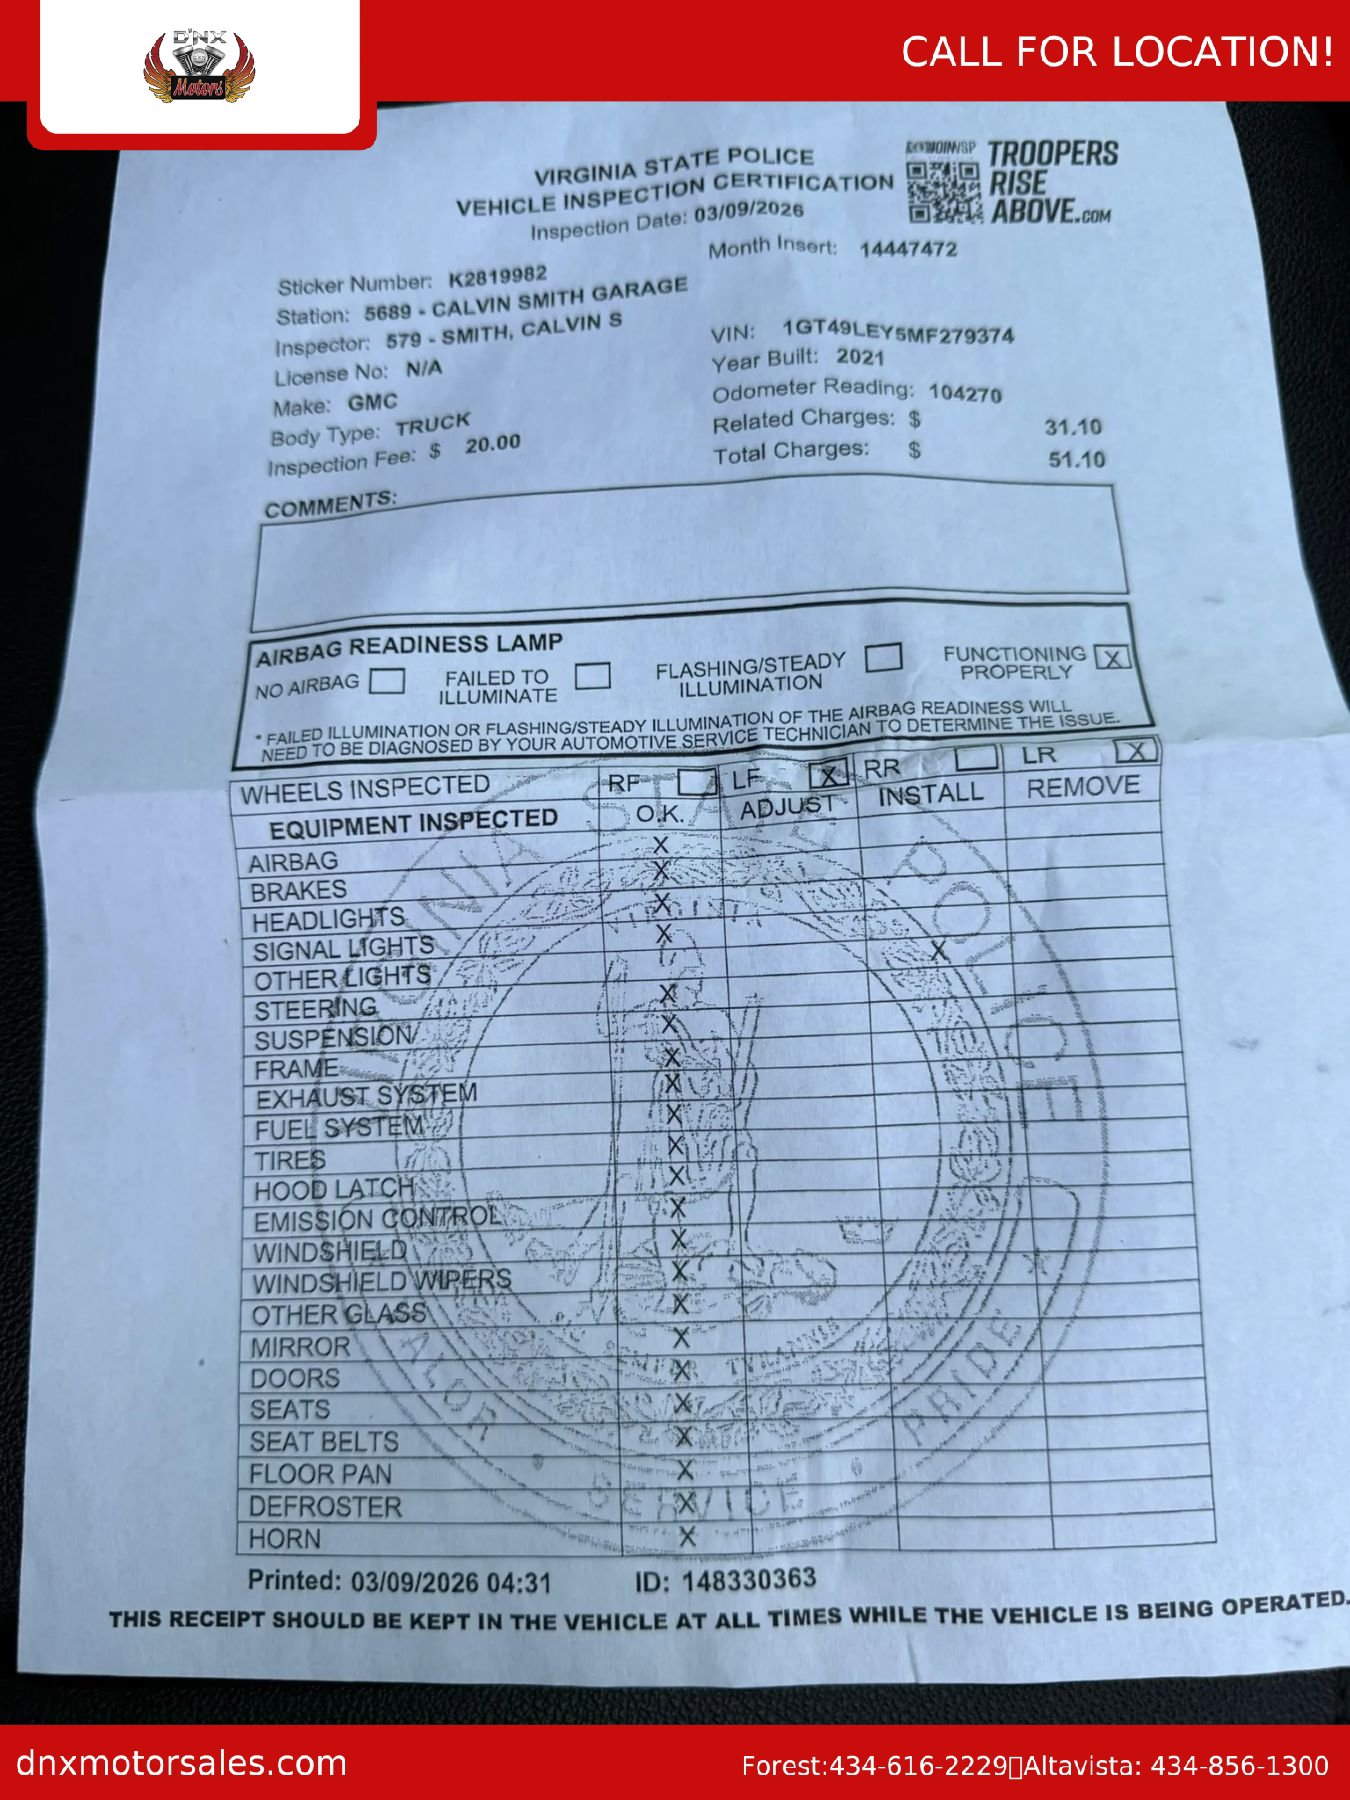 D'NX
Motors
CALL FOR LOCATION!
VIRGINIA STATE POLICE
VEHICLE INSPECTION CERTIFICATION
Inspection Date: 03/09/2026
TROOPERS
RISE
ABOVE.COM
Month Insert: 14447472
Sticker Number: K2819982
Station: 5689 - CALVIN SMITH GARAGE
Inspector: 579 - SMITH, CALVIN S
License No: N/A
Make: GMC
Body Type: TRUCK
Inspection Fee: $ 20.00
VIN: 1GT49LEY5MF279374
Year Built: 2021
Odometer Reading: 104270
Related Charges: $ 31.10
Total Charges: $ 51.10
COMMENTS:
AIRBAG READINESS LAMP
NO AIRBAG
FAILED TO
ILLUMINATE
FLASHING/STEADY
ILLUMINATION
FUNCTIONING
PROPERLY X
* FAILED ILLUMINATION OR FLASHING/STEADY ILLUMINATION OF THE AIRBAG READINESS WILL
NEED TO BE DIAGNOSED BY YOUR AUTOMOTIVE SERVICE TECHNICIAN TO DETERMINE THE ISSUE.
WHEELS INSPECTED RF LF X RR LR X
EQUIPMENT INSPECTED O.K. ADJUST INSTALL REMOVE
AIRBAG X
BRAKES X
HEADLIGHTS X
SIGNAL LIGHTS X
OTHER LIGHTS X
STEERING X
SUSPENSION X
FRAME X
EXHAUST SYSTEM X
FUEL SYSTEM X
TIRES X
HOOD LATCH X
EMISSION CONTROL X
WINDSHIELD X
WINDSHIELD WIPERS X
OTHER GLASS X
MIRROR X
DOORS X
SEATS X
SEAT BELTS X
FLOOR PAN X
DEFROSTER X
HORN X
VIRGINIA STATE POLICE
VALOR • SERVICE • PRIDE
Printed: 03/09/2026 04:31 ID: 148330363
THIS RECEIPT SHOULD BE KEPT IN THE VEHICLE AT ALL TIMES WHILE THE VEHICLE IS BEING OPERATED.
dnxmotorsales.com
Forest:434-616-2229 Altavista: 434-856-1300